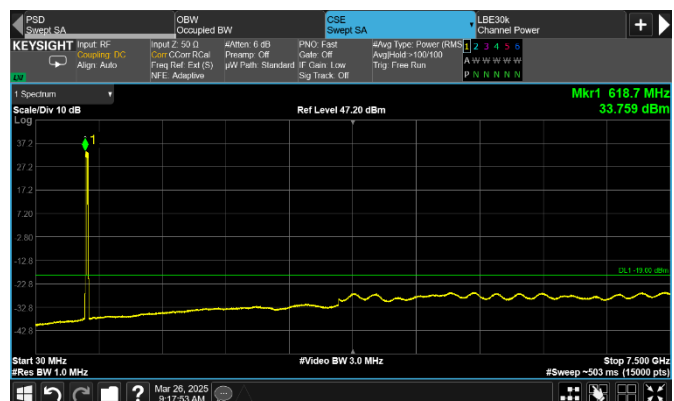 PSD
Swept SA
OBW
Occupied BW
CSE
Swept SA
LBE30k
Channel Power
KEYSIGHT
Input: RF
Coupling: DC
Align: Auto
LXI
Input Z: 50 Ω
Corr CCorr RCal
Freq Ref: Ext (S)
NFE: Adaptive
#Atten: 6 dB
Preamp: Off
µW Path: Standard
PNO: Fast
Gate: Off
IF Gain: Low
Sig Track: Off
#Avg Type: Power (RMS)
Avg|Hold:>100/100
Trig: Free Run
1 2 3 4 5 6
A W W W W W
P N N N N N
1 Spectrum
Mkr1 618.7 MHz
Scale/Div 10 dB
Ref Level 47.20 dBm
33.759 dBm
Log
37.2
1
27.2
17.2
7.20
-2.80
-12.8
DL1 -19.00 dBm
-22.8
-32.8
-42.8
Start 30 MHz
#Video BW 3.0 MHz
Stop 7.500 GHz
#Res BW 1.0 MHz
#Sweep ~503 ms (15000 pts)
?
Mar 26, 2025
9:17:53 AM